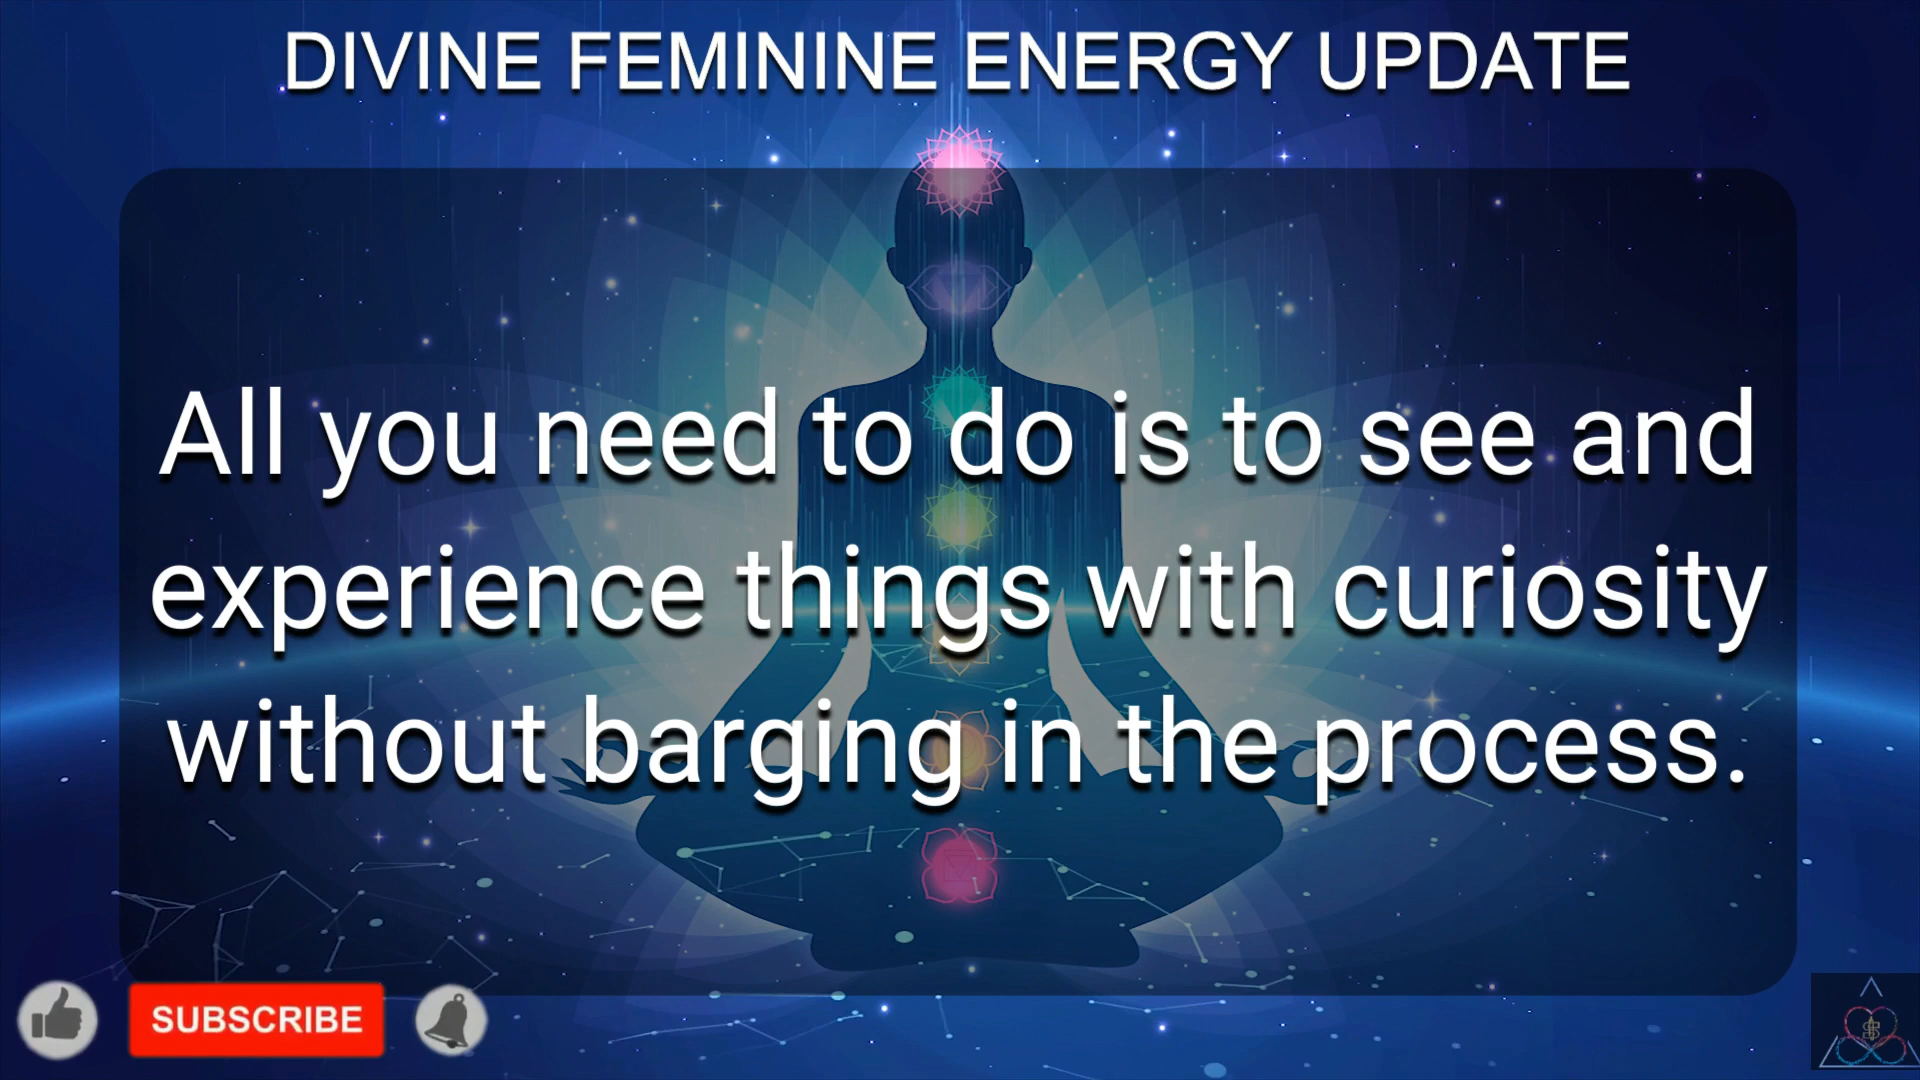 DIVINE FEMININE ENERGY UPDATE
All you need to do is to see and
experience things with curiosity
without barging in the process.
SUBSCRIBE